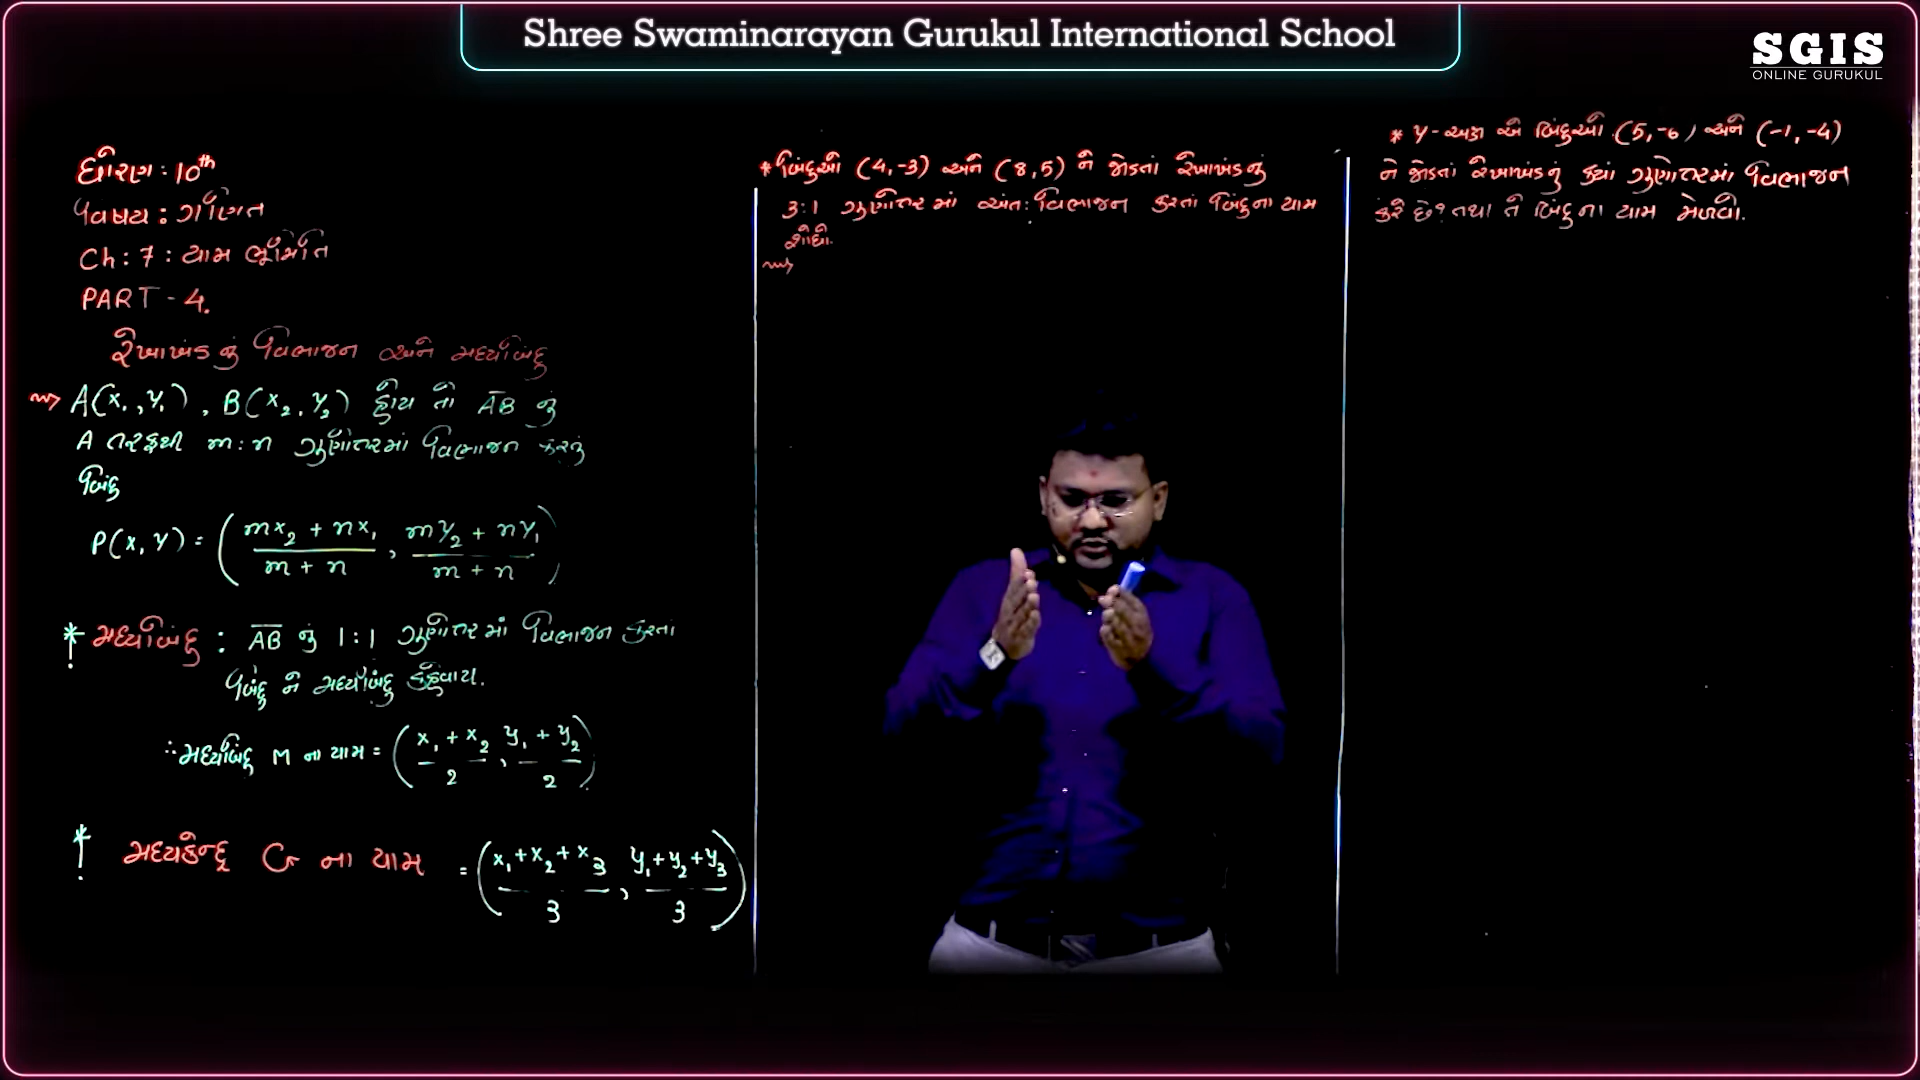 Shree Swaminarayan Gurukul International School
SGIS
ONLINE GURUKUL
ધોરણ : 10th
વિષય : ગણિત
Ch : 7 : યામ ભૂમિતિ
PART - 4.
રેખાખંડનું વિભાજન અને મધ્યબિંદુ
A(x₁, y₁) , B(x₂, y₂) હોય તો A̅B̅ નું
A તરફથી m : n ગુણોત્તરમાં વિભાજન કરતું
બિંદુ
P(x, y) = ( (mx₂ + nx₁)/(m + n) , (my₂ + ny₁)/(m + n) )
* મધ્યબિંદુ : A̅B̅ નું 1 : 1 ગુણોત્તરમાં વિભાજન કરતાં
બિંદુ ને મધ્યબિંદુ કહેવાય.
∴ મધ્યબિંદુ M ના યામ = ( (x₁ + x₂)/2 , (y₁ + y₂)/2 )
* મધ્યકેન્દ્ર G ના યામ = ( (x₁ + x₂ + x₃)/3 , (y₁ + y₂ + y₃)/3 )
* બિંદુઓ (4, -3) અને (8, 5) ને જોડતાં રેખાખંડનું
3 : 1 ગુણોત્તર માં અંત: વિભાજન કરતાં બિંદુના યામ
શોધો.
* y - અક્ષ એ બિંદુઓ (5, -6) અને (-1, -4)
ને જોડતાં રેખાખંડનું ક્યાં ગુણોત્તરમાં વિભાજન
કરે છે? તથા તે બિંદુના યામ મેળવો.